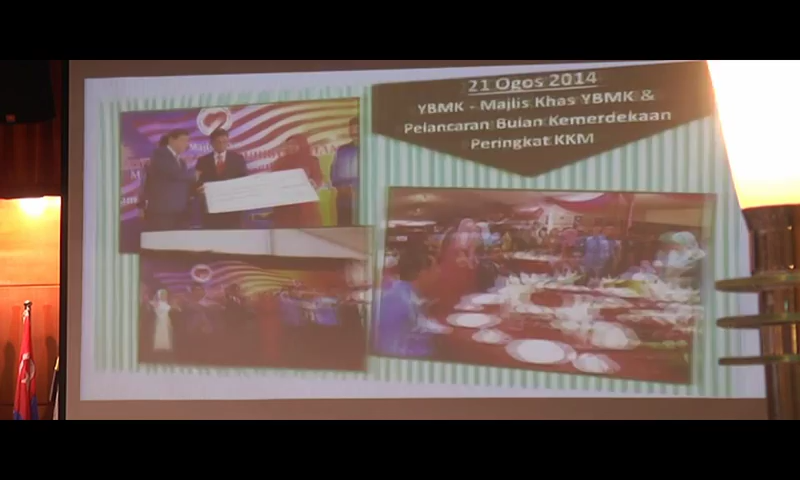 21 Ogos 2014
YBMK - Majlis Khas YBMK &
Pelancaran Bulan Kemerdekaan
Peringkat KKM